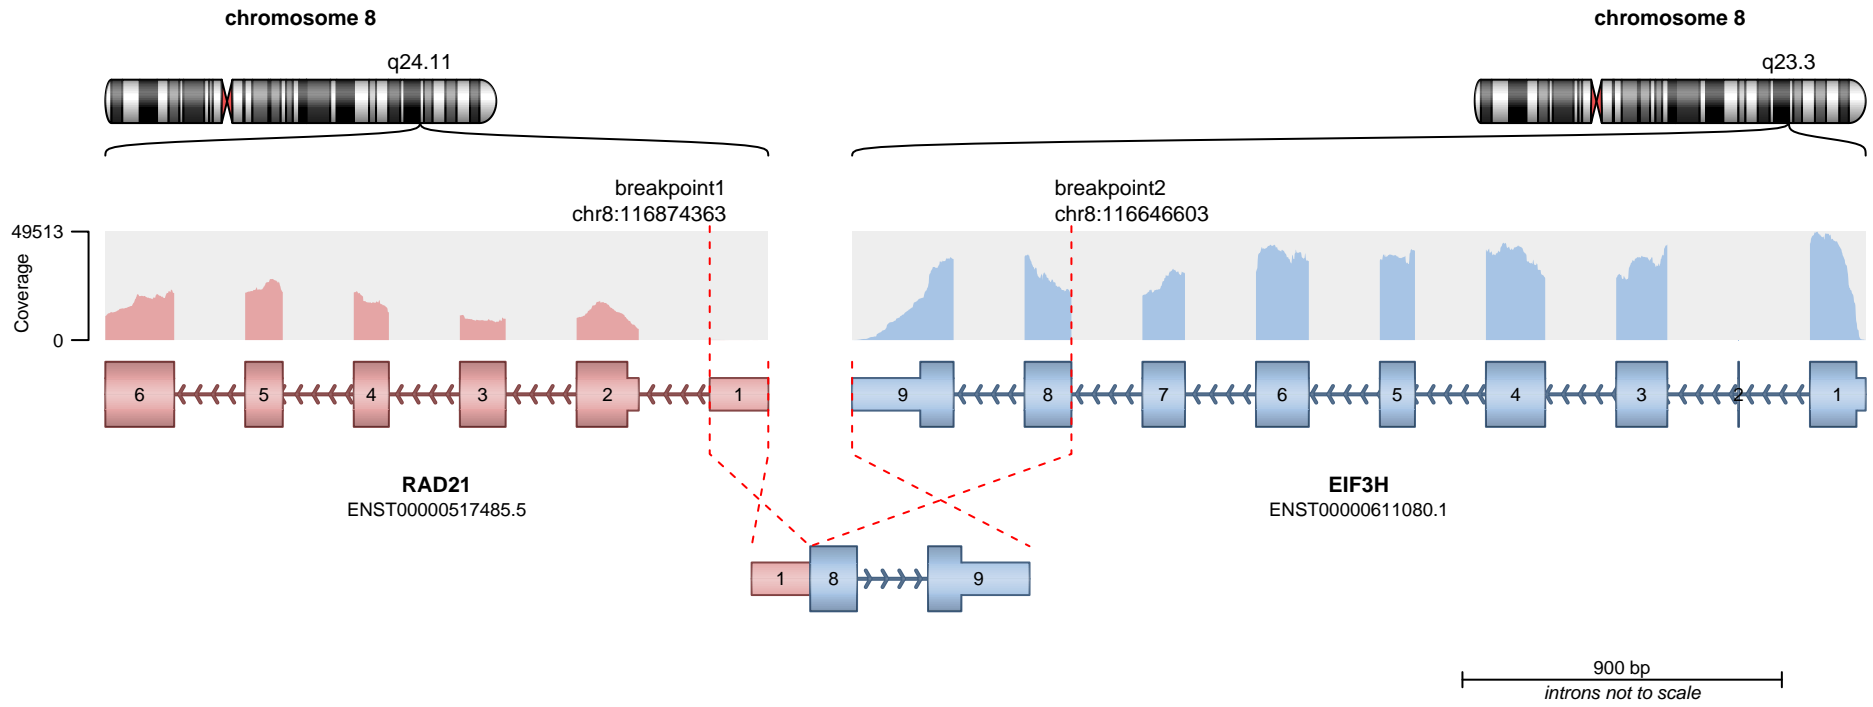 chromosome 8
chromosome 8
q24.11
q23.3
breakpoint1
chr8:116874363
breakpoint2
chr8:116646603
49513
Coverage
0
6 5 4 3 2 1
9 8 7 6 5 4 3 2 1
RAD21
ENST00000517485.5
EIF3H
ENST00000611080.1
1 8 9
900 bp
introns not to scale